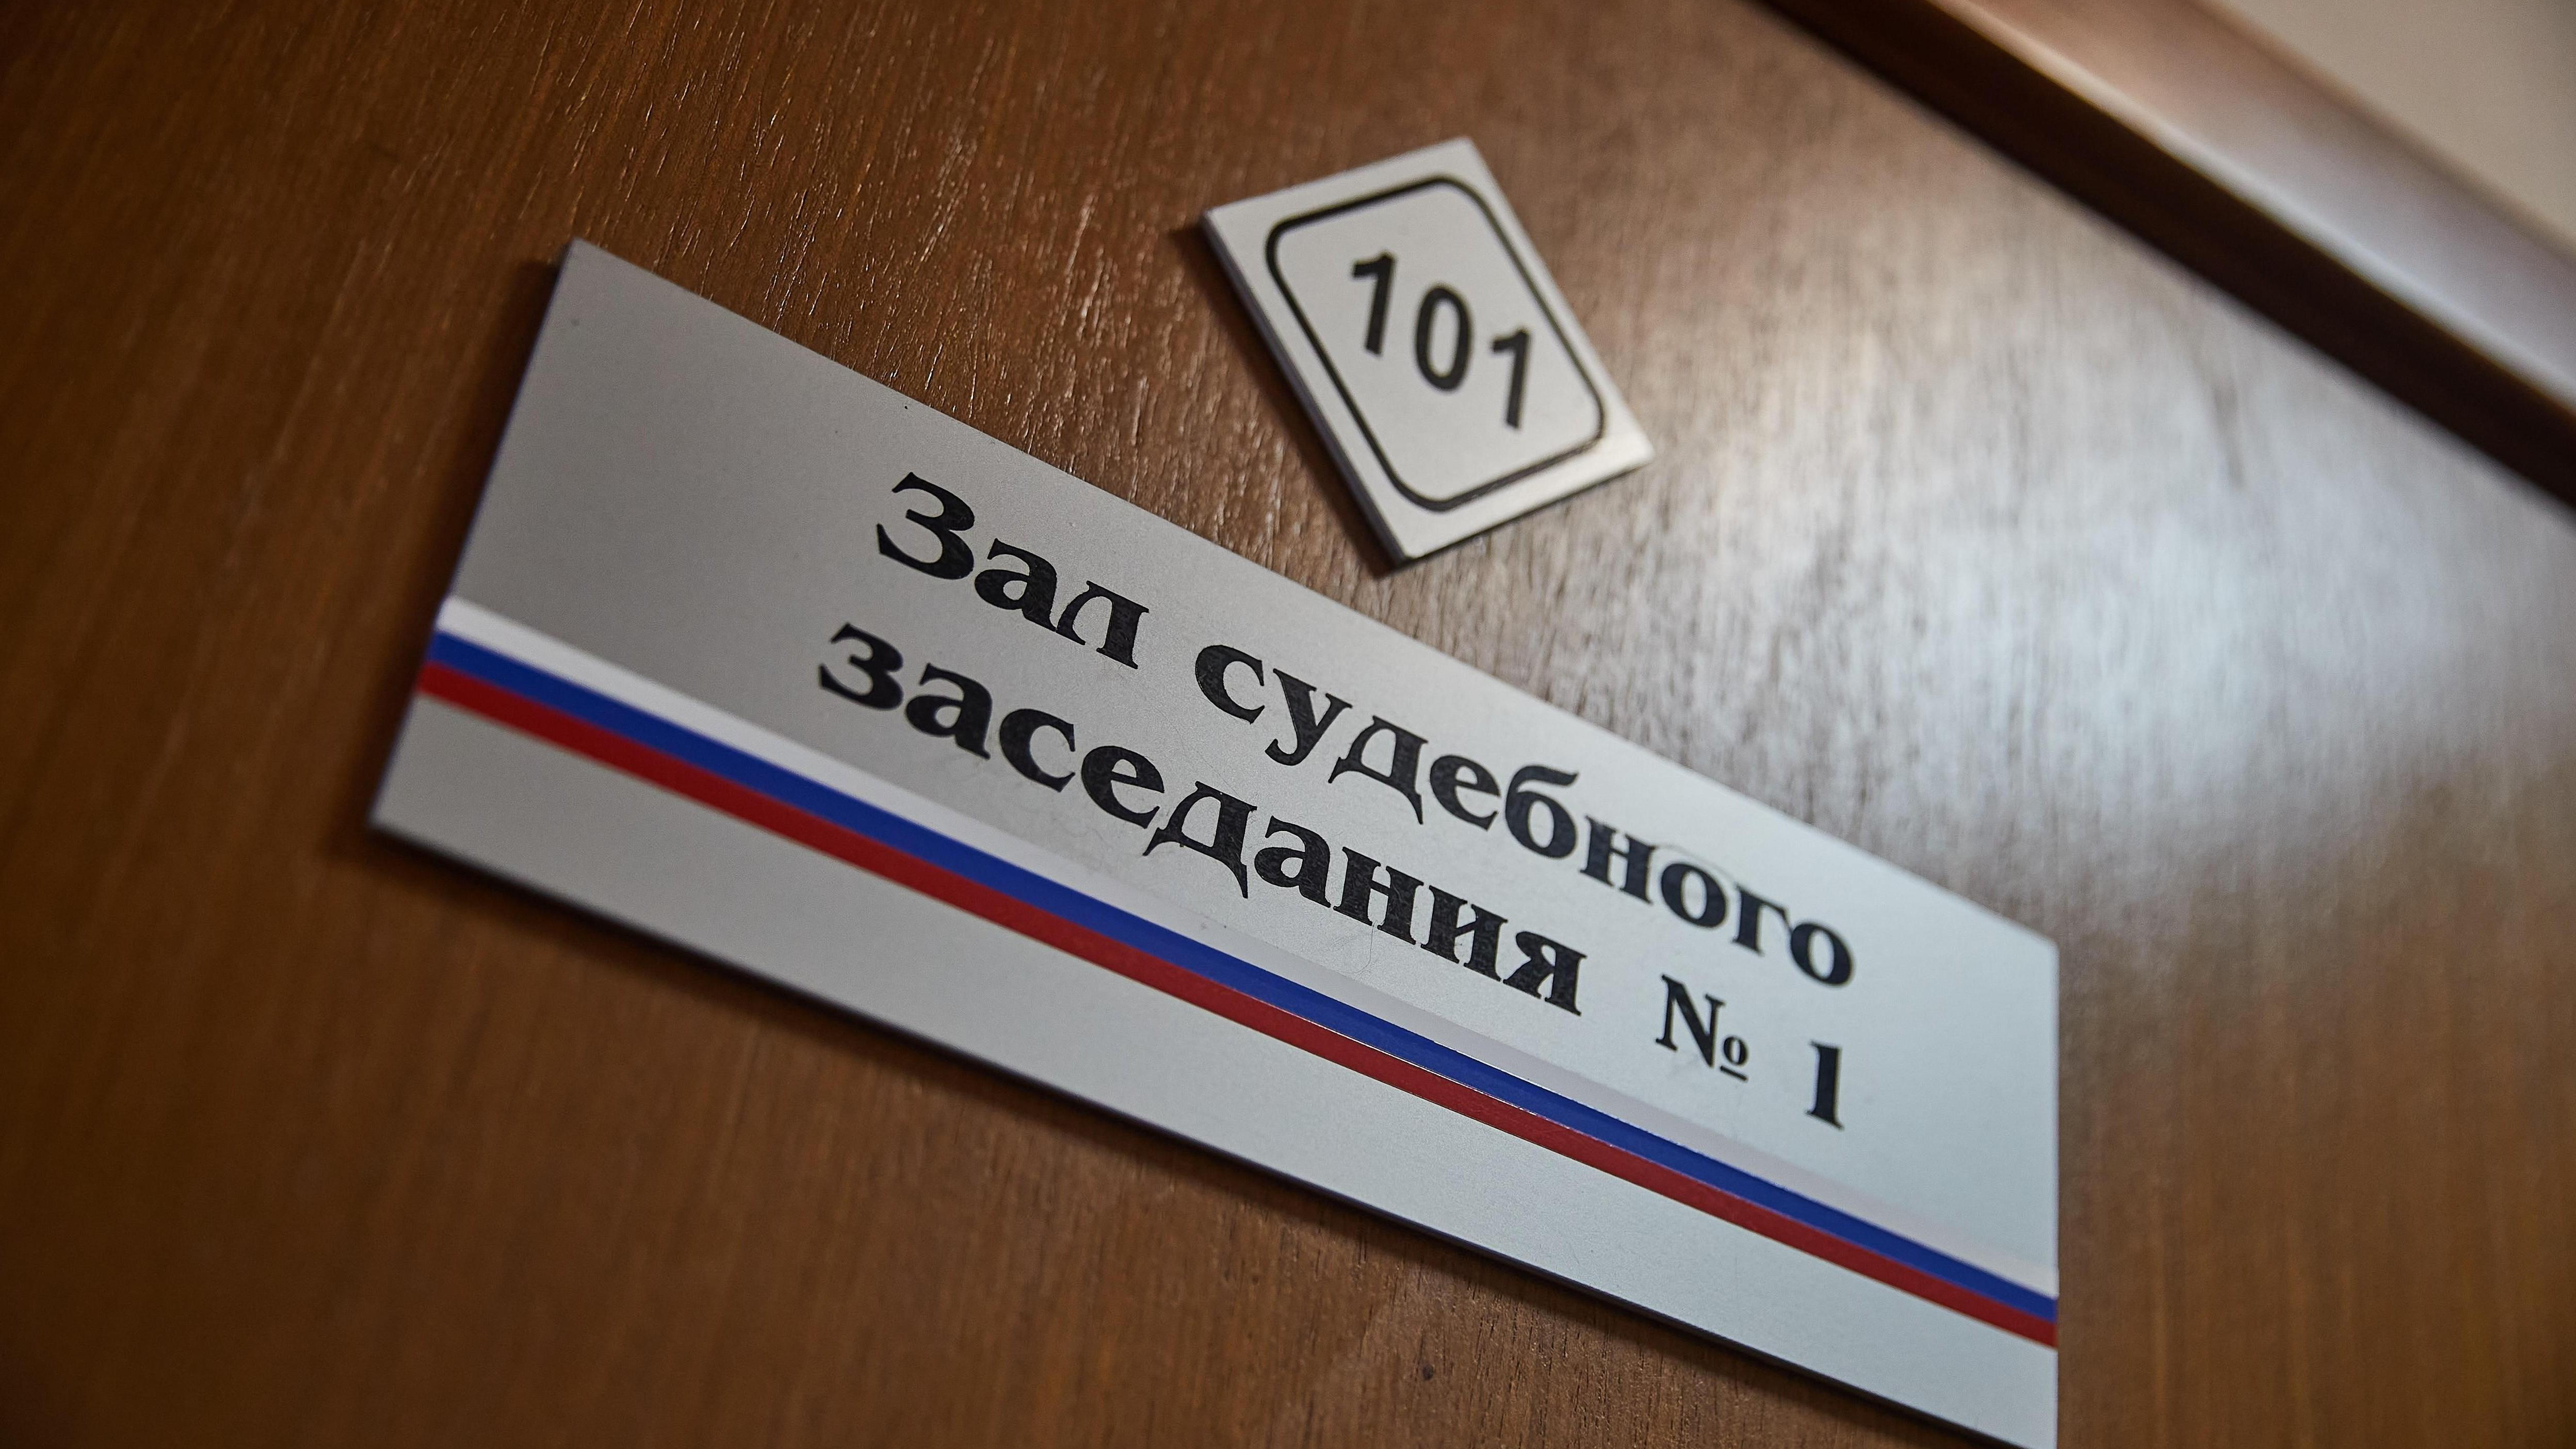 101
Зал судебного
заседания № 1